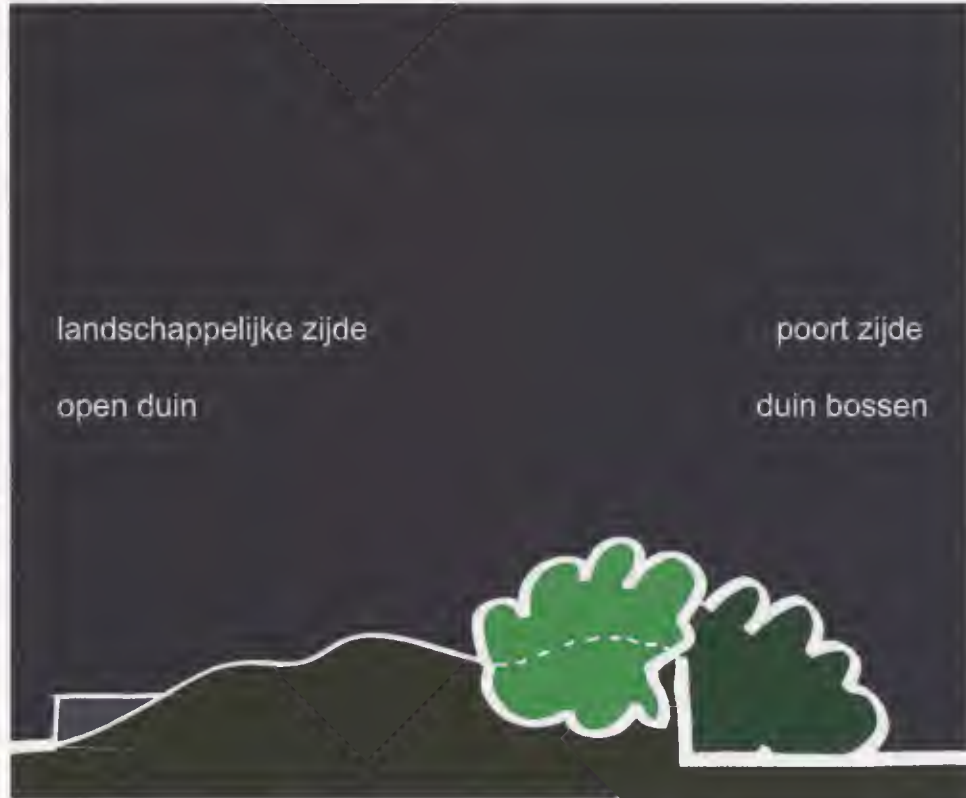 landschappelijke zijde
poort zijde
open duin
duin bossen